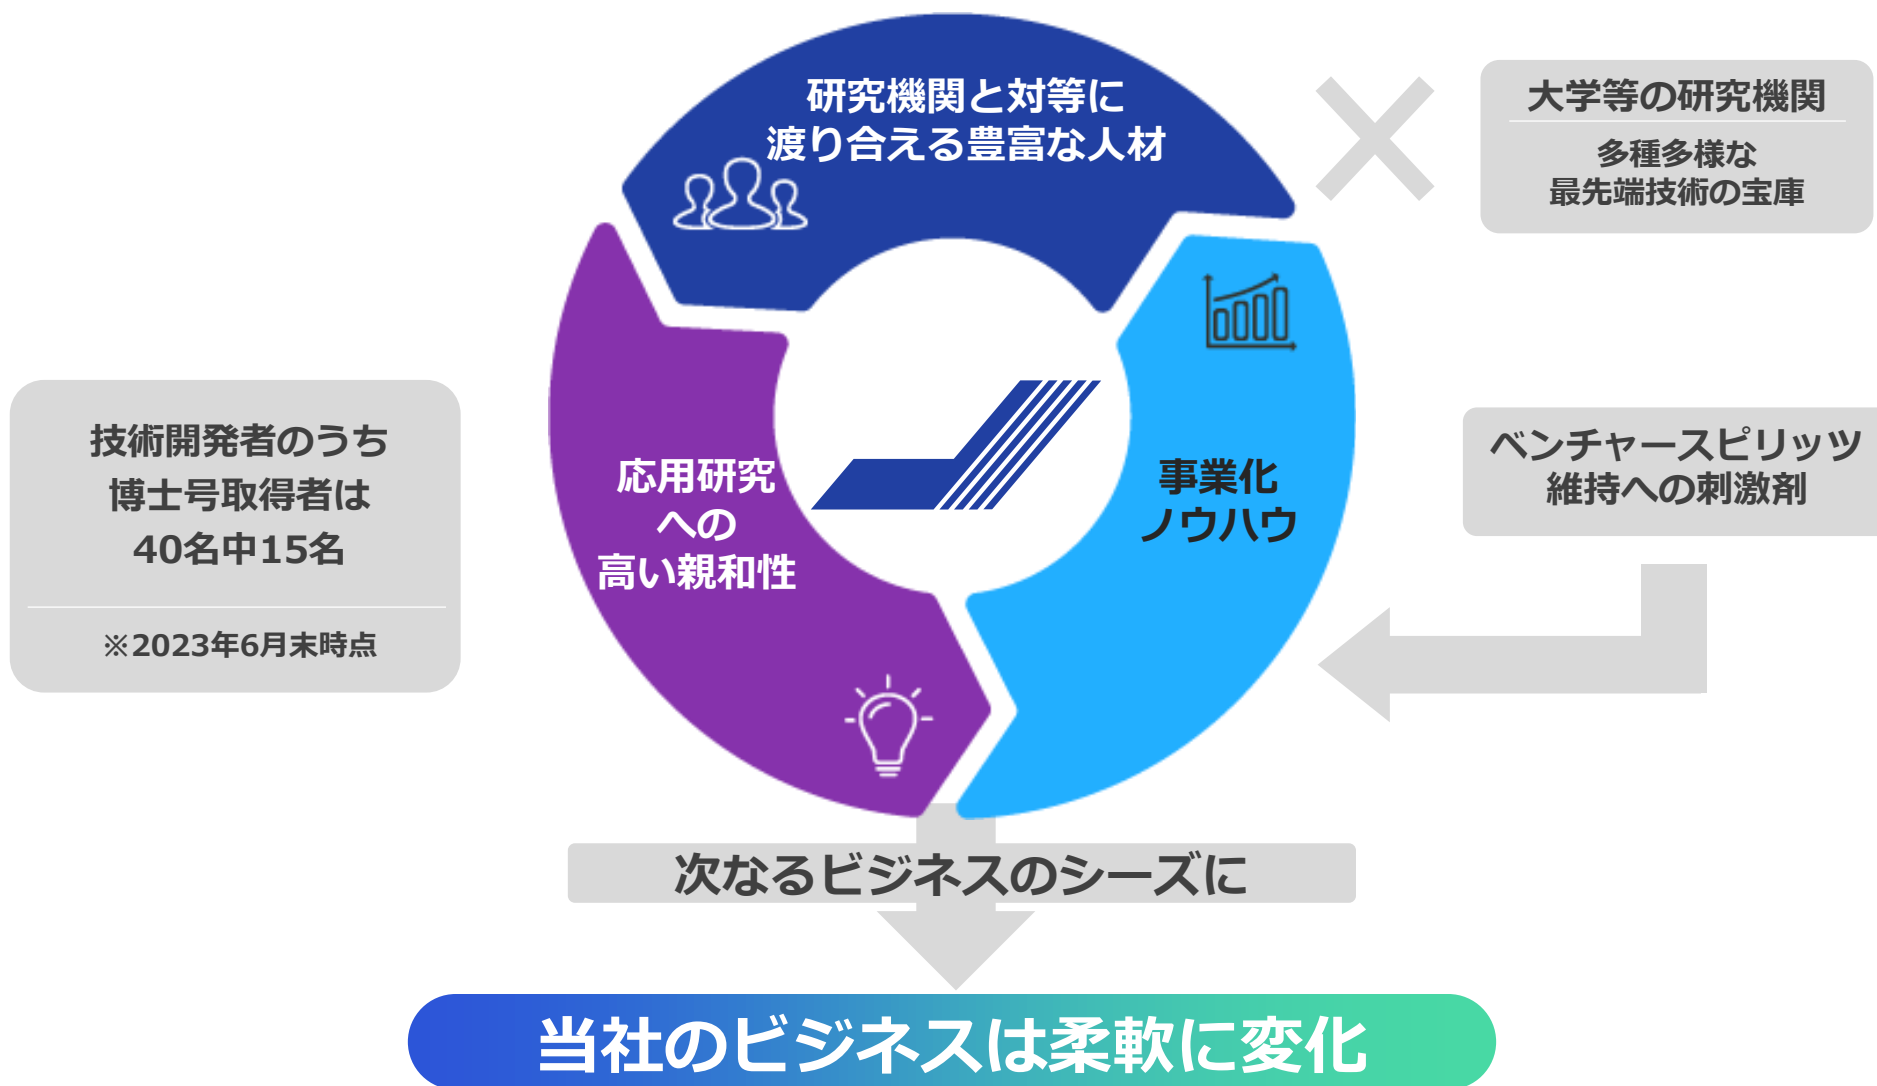 研究機関と対等に
渡り合える豊富な人材
大学等の研究機関
多種多様な
最先端技術の宝庫
技術開発者のうち
博士号取得者は
40名中15名
※2023年6月末時点
応用研究
への
高い親和性
事業化
ノウハウ
ベンチャースピリッツ
維持への刺激剤
次なるビジネスのシーズに
当社のビジネスは柔軟に変化